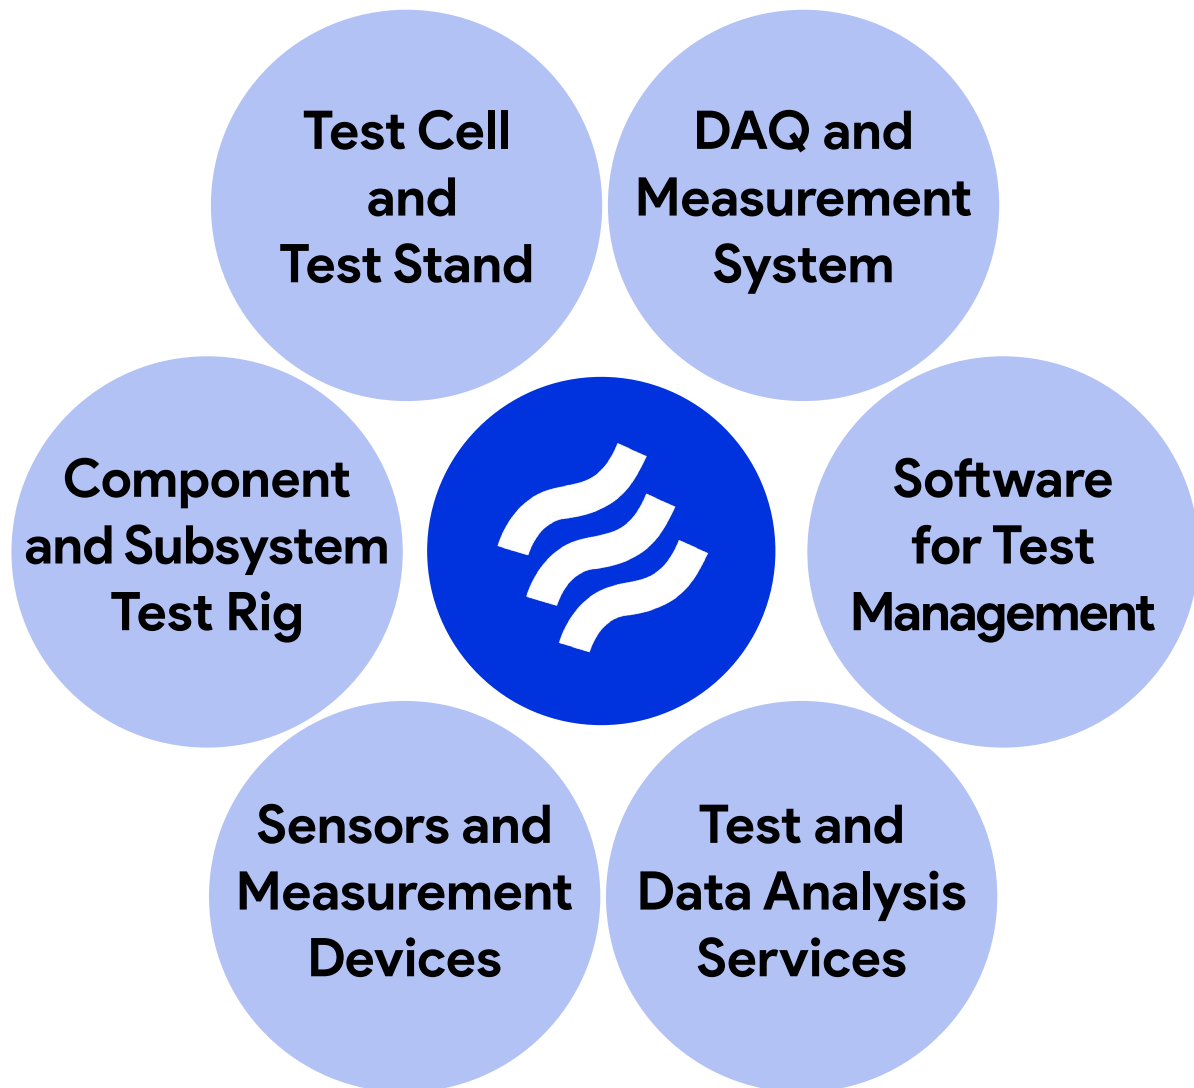 Test Cell
and
Test Stand
DAQ and
Measurement
System
Component
and Subsystem
Test Rig
Software
for Test
Management
Sensors and
Measurement
Devices
Test and
Data Analysis
Services